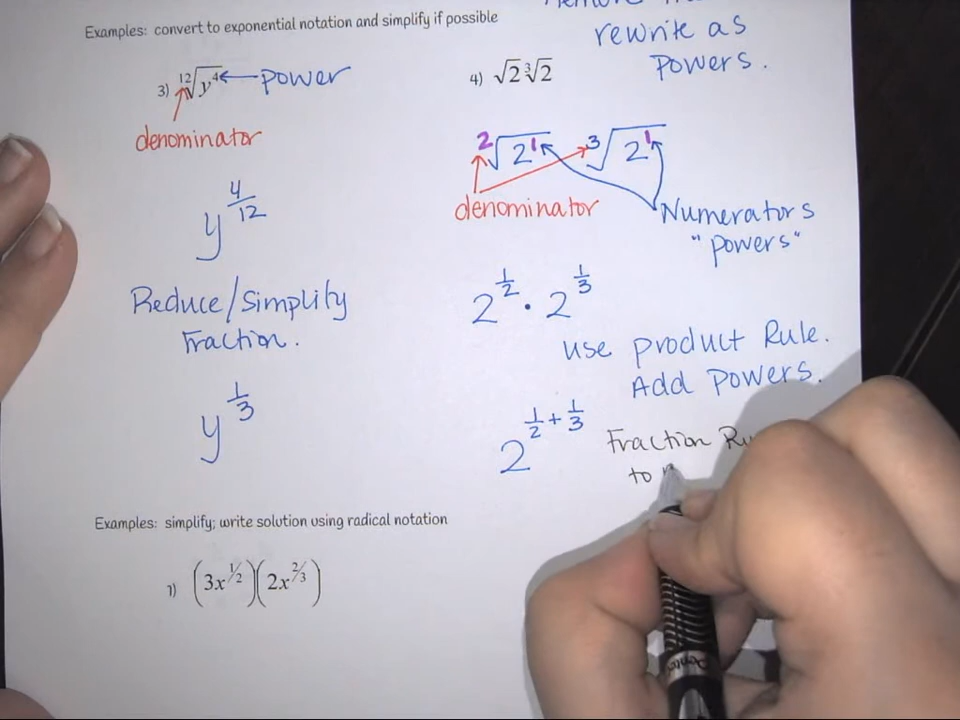 Examples: convert to exponential notation and simplify if possible
rewrite as
powers.
3) ¹²√y⁴ ← power
denominator
y^(4/12)
Reduce/Simplify
Fraction.
y^(1/3)
4) √2 ³√2
²√2¹ ³√2¹
denominator
Numerators
"powers"
2^(1/2) · 2^(1/3)
use product Rule.
Add Powers.
2^(1/2 + 1/3)
Fraction
to
Examples: simplify; write solution using radical notation
1) (3x^(1/2))(2x^(2/3))